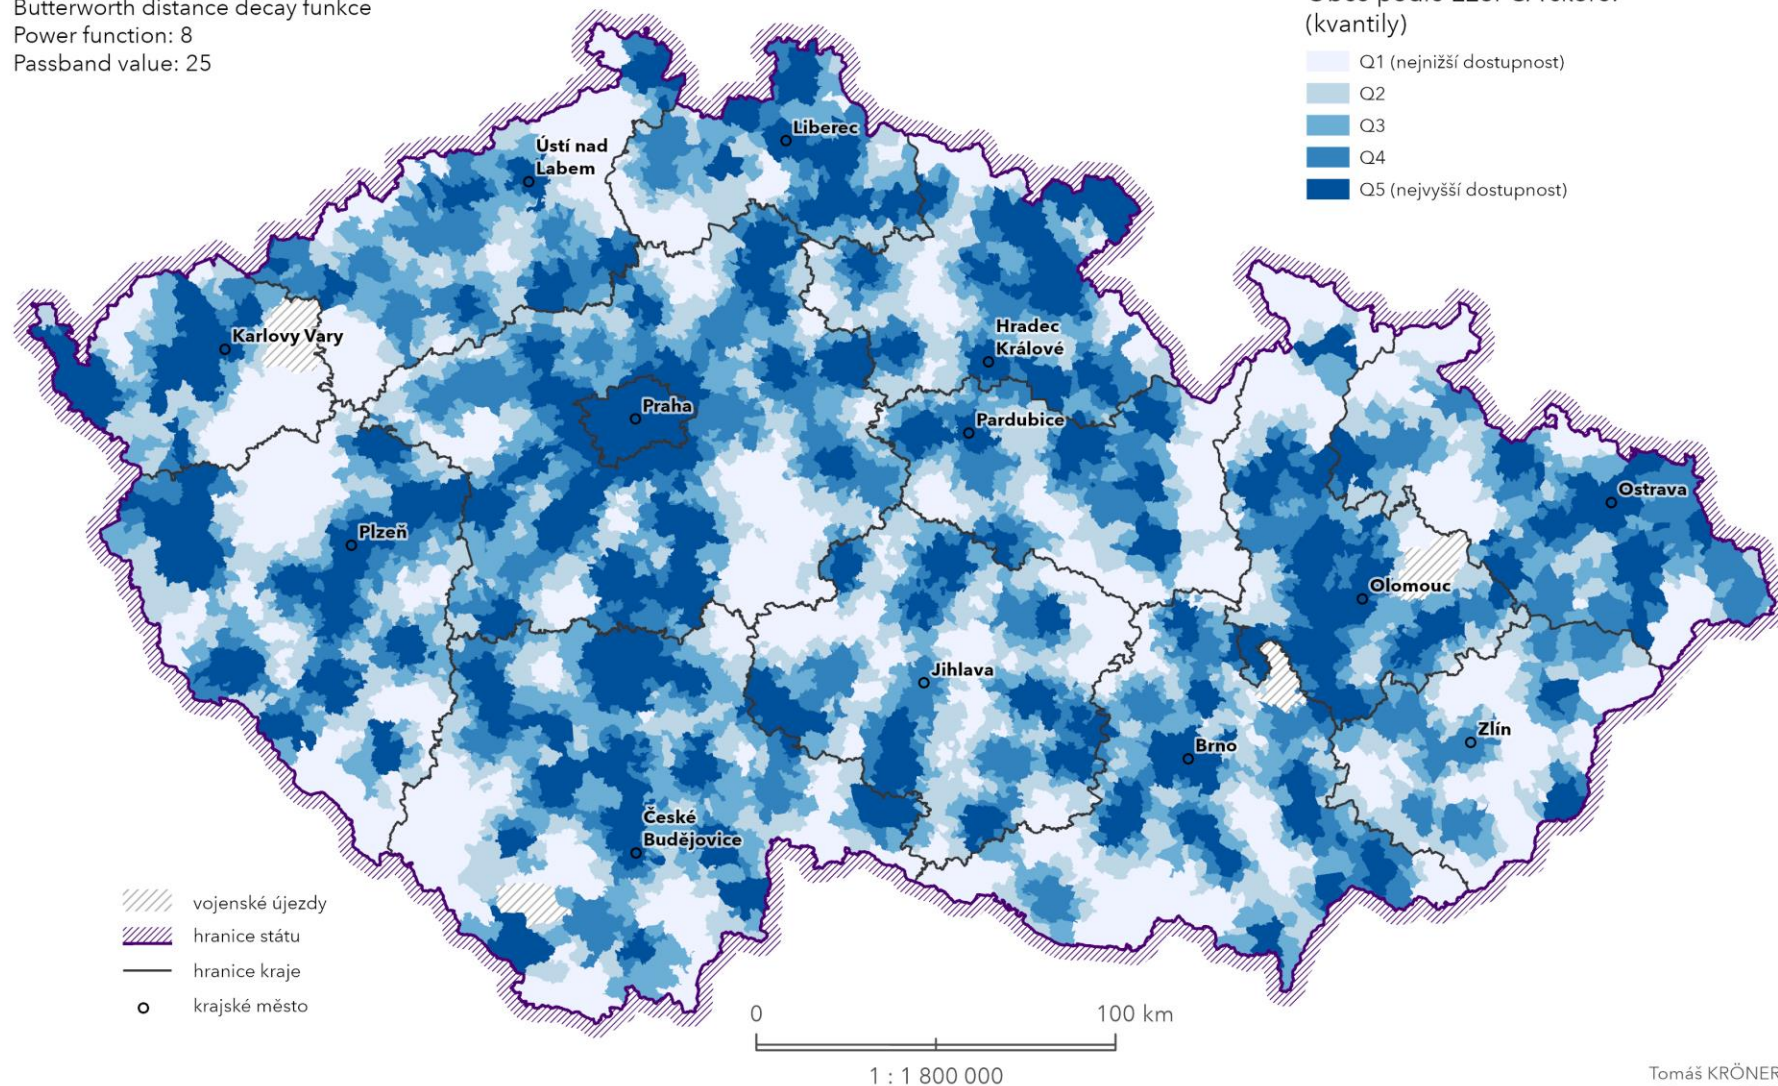 Butterworth distance decay funkce
Power function: 8
Passband value: 25
(kvantily)
Q1 (nejnižší dostupnost)
Q2
Q3
Q4
Q5 (nejvyšší dostupnost)
Liberec
Ústí nad
Labem
Karlovy Vary
Hradec
Králové
Praha
Pardubice
Ostrava
Plzeň
Olomouc
Jihlava
Zlín
Brno
České
Budějovice
vojenské újezdy
hranice státu
hranice kraje
krajské město
0 100 km
1 : 1 800 000
Tomáš KRÖNER